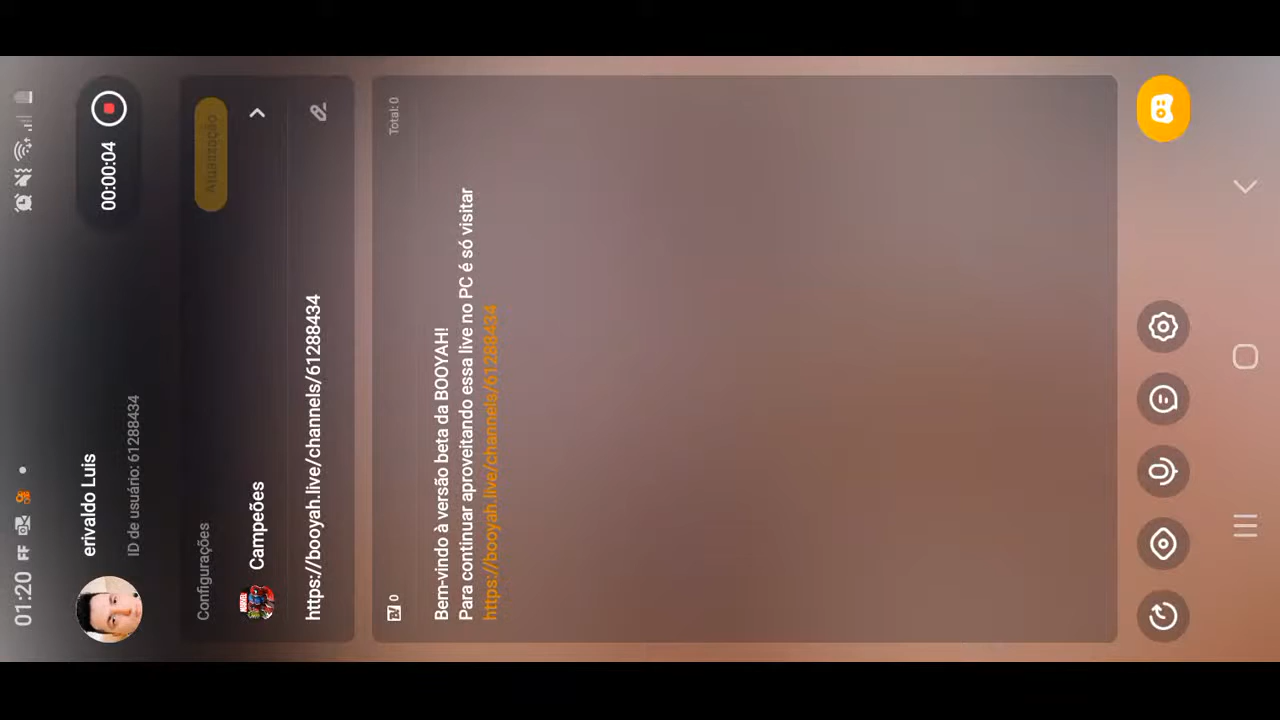 01:20 FF
erivaldo Luis
ID de usuário: 61288434
00:00:04
Configurações
Atualização
MARVEL
Campeões
https://booyah.live/channels/61288434
0
Total: 0
Bem-vindo à versão beta da BOOYAH!
Para continuar aproveitando essa live no PC é só visitar
https://booyah.live/channels/61288434